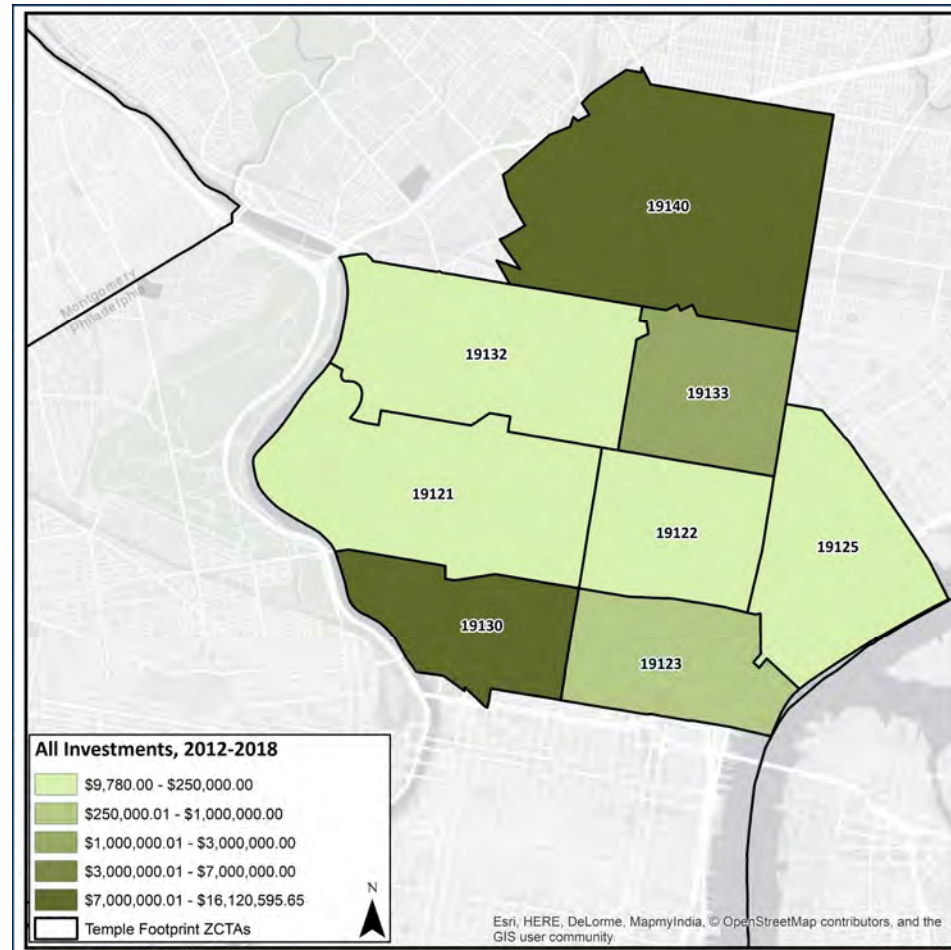 19140
Montgomery
Philadelphia
19132
19133
19121
19122
19125
19130
19123
All Investments, 2012-2018
$9,780.00 - $250,000.00
$250,000.01 - $1,000,000.00
$1,000,000.01 - $3,000,000.00
$3,000,000.01 - $7,000,000.00
$7,000,000.01 - $16,120,595.65
Temple Footprint ZCTAs
N
Esri, HERE, DeLorme, MapmyIndia, © OpenStreetMap contributors, and the
GIS user community